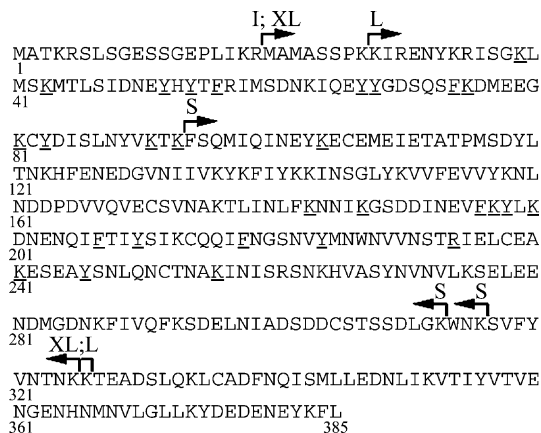 I; XL L
MATKRSLSGESSGEPLIKRMAMASSPKKIRENYKRISGKL
1
MSKMTLSIDNEYHYTFRIMSDNKIQEYYGDSQSFKDMEEG
41
S
KCYDISLNYVKTKFSQMIQINEYKECEMEIETATPMSDYL
81
TNKHFENEDGVNIIVKYKFIYKKINSGLYKVVFEVVYKNL
121
NDDPDVVQVECSVNAKTLINLFKNNIKGSDDINEVFKYLK
161
DNENQIFTIYSIKCQQIFNGSNVYMNWNVVNSTRIELCEA
201
KESEAYSNLQNCTNAKINISRSNKHVASYNVNVLKSELEE
241
S S
NDMGDNKFIVQFKSDELNIADSDDCSTSSDLGKWNKSVFY
281
XL;L
VNTNKKTEADSLQKLCADFNQISMLLEDNLIKVTIYVTVE
321
NGENHNMNVLGLLKYDEDENEYKFL
361 385